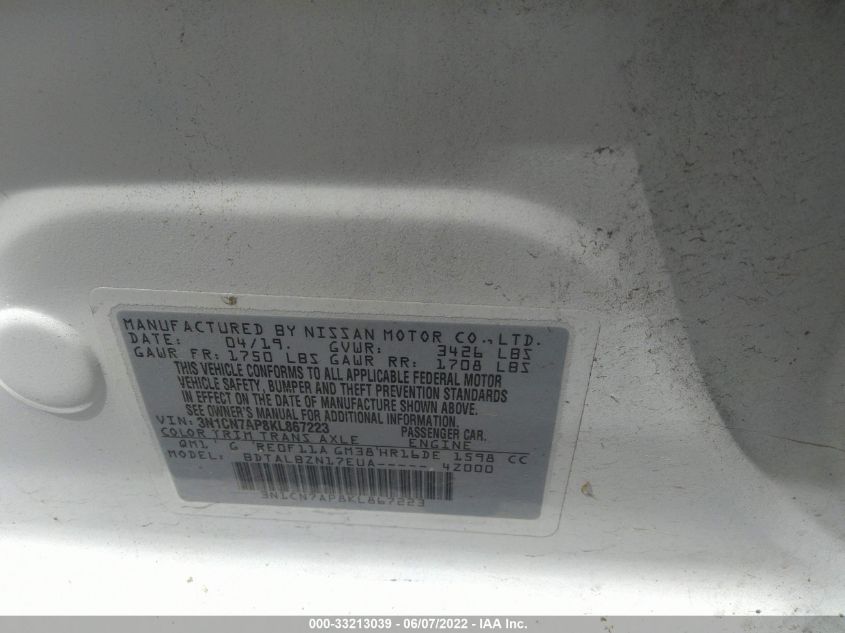 MANUFACTURED BY NISSAN MOTOR CO.,LTD.
DATE: 04/19. GVWR: 3426 LBS
GAWR FR: 1750 LBS GAWR RR: 1708 LBS
THIS VEHICLE CONFORMS TO ALL APPLICABLE FEDERAL MOTOR
VEHICLE SAFETY, BUMPER AND THEFT PREVENTION STANDARDS
IN EFFECT ON THE DATE OF MANUFACTURE SHOWN ABOVE.
SEE OWNER'S MANUAL FOR ADDITIONAL INFORMATION.
VIN: 3N1CN7AP8KL867223 PASSENGER CAR.
COLOR TRIM TRANS AXLE ENGINE
QM1 G RE0F11A GM38 HR16DE 1598 CC
MODEL: BDTALBZN17EUA----- 4Z000
3N1CN7AP8KL867223
000-33213039 - 06/07/2022 - IAA Inc.